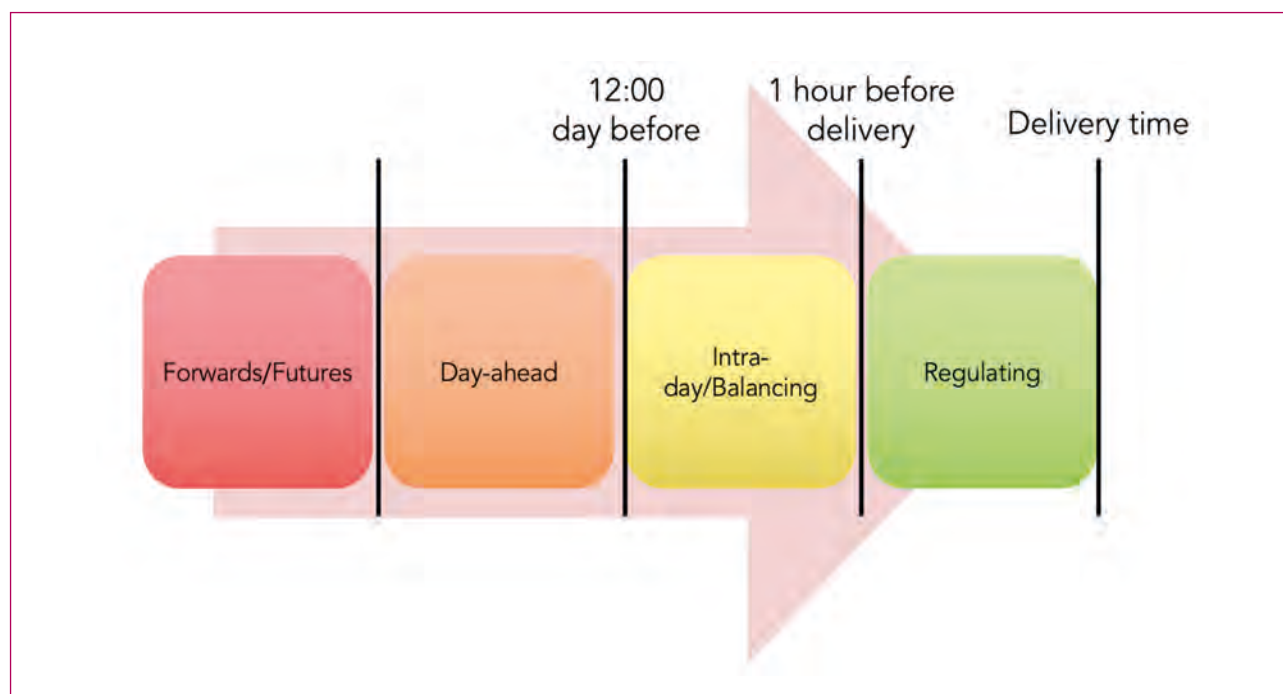 12:00
day before
1 hour before
delivery
Delivery time
Forwards/Futures
Day-ahead
Intra-
day/Balancing
Regulating